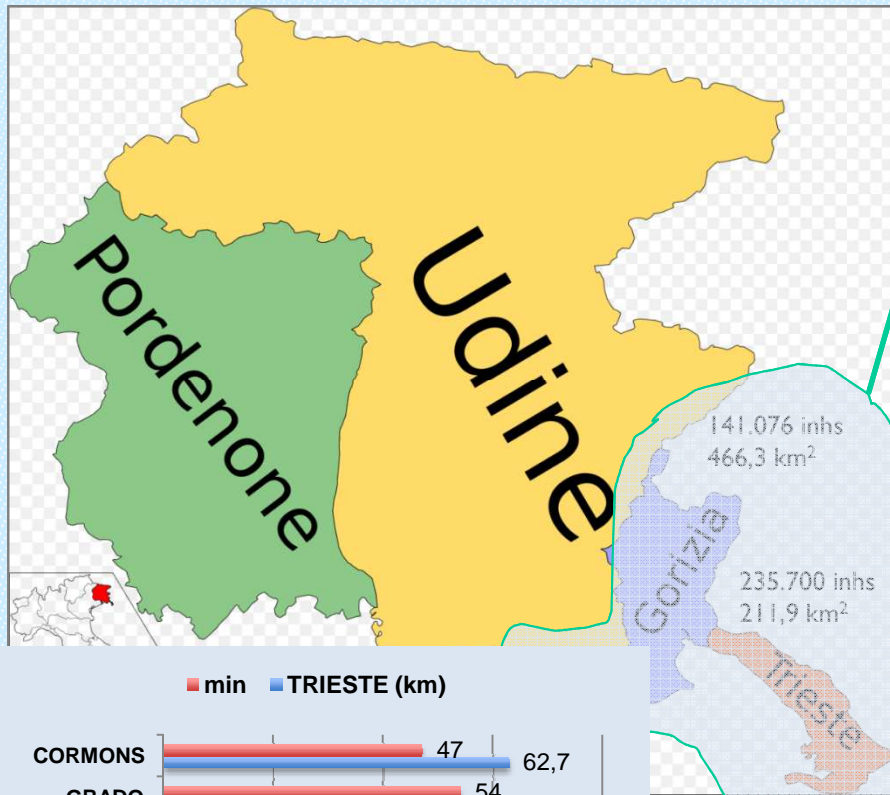 Pordenone
Udine
141.076 inhs
466,3 km²
Gorizia
235.700 inhs
211,9 km²
Trieste
min TRIESTE (km)
CORMONS 47
62,7
GRADO 54